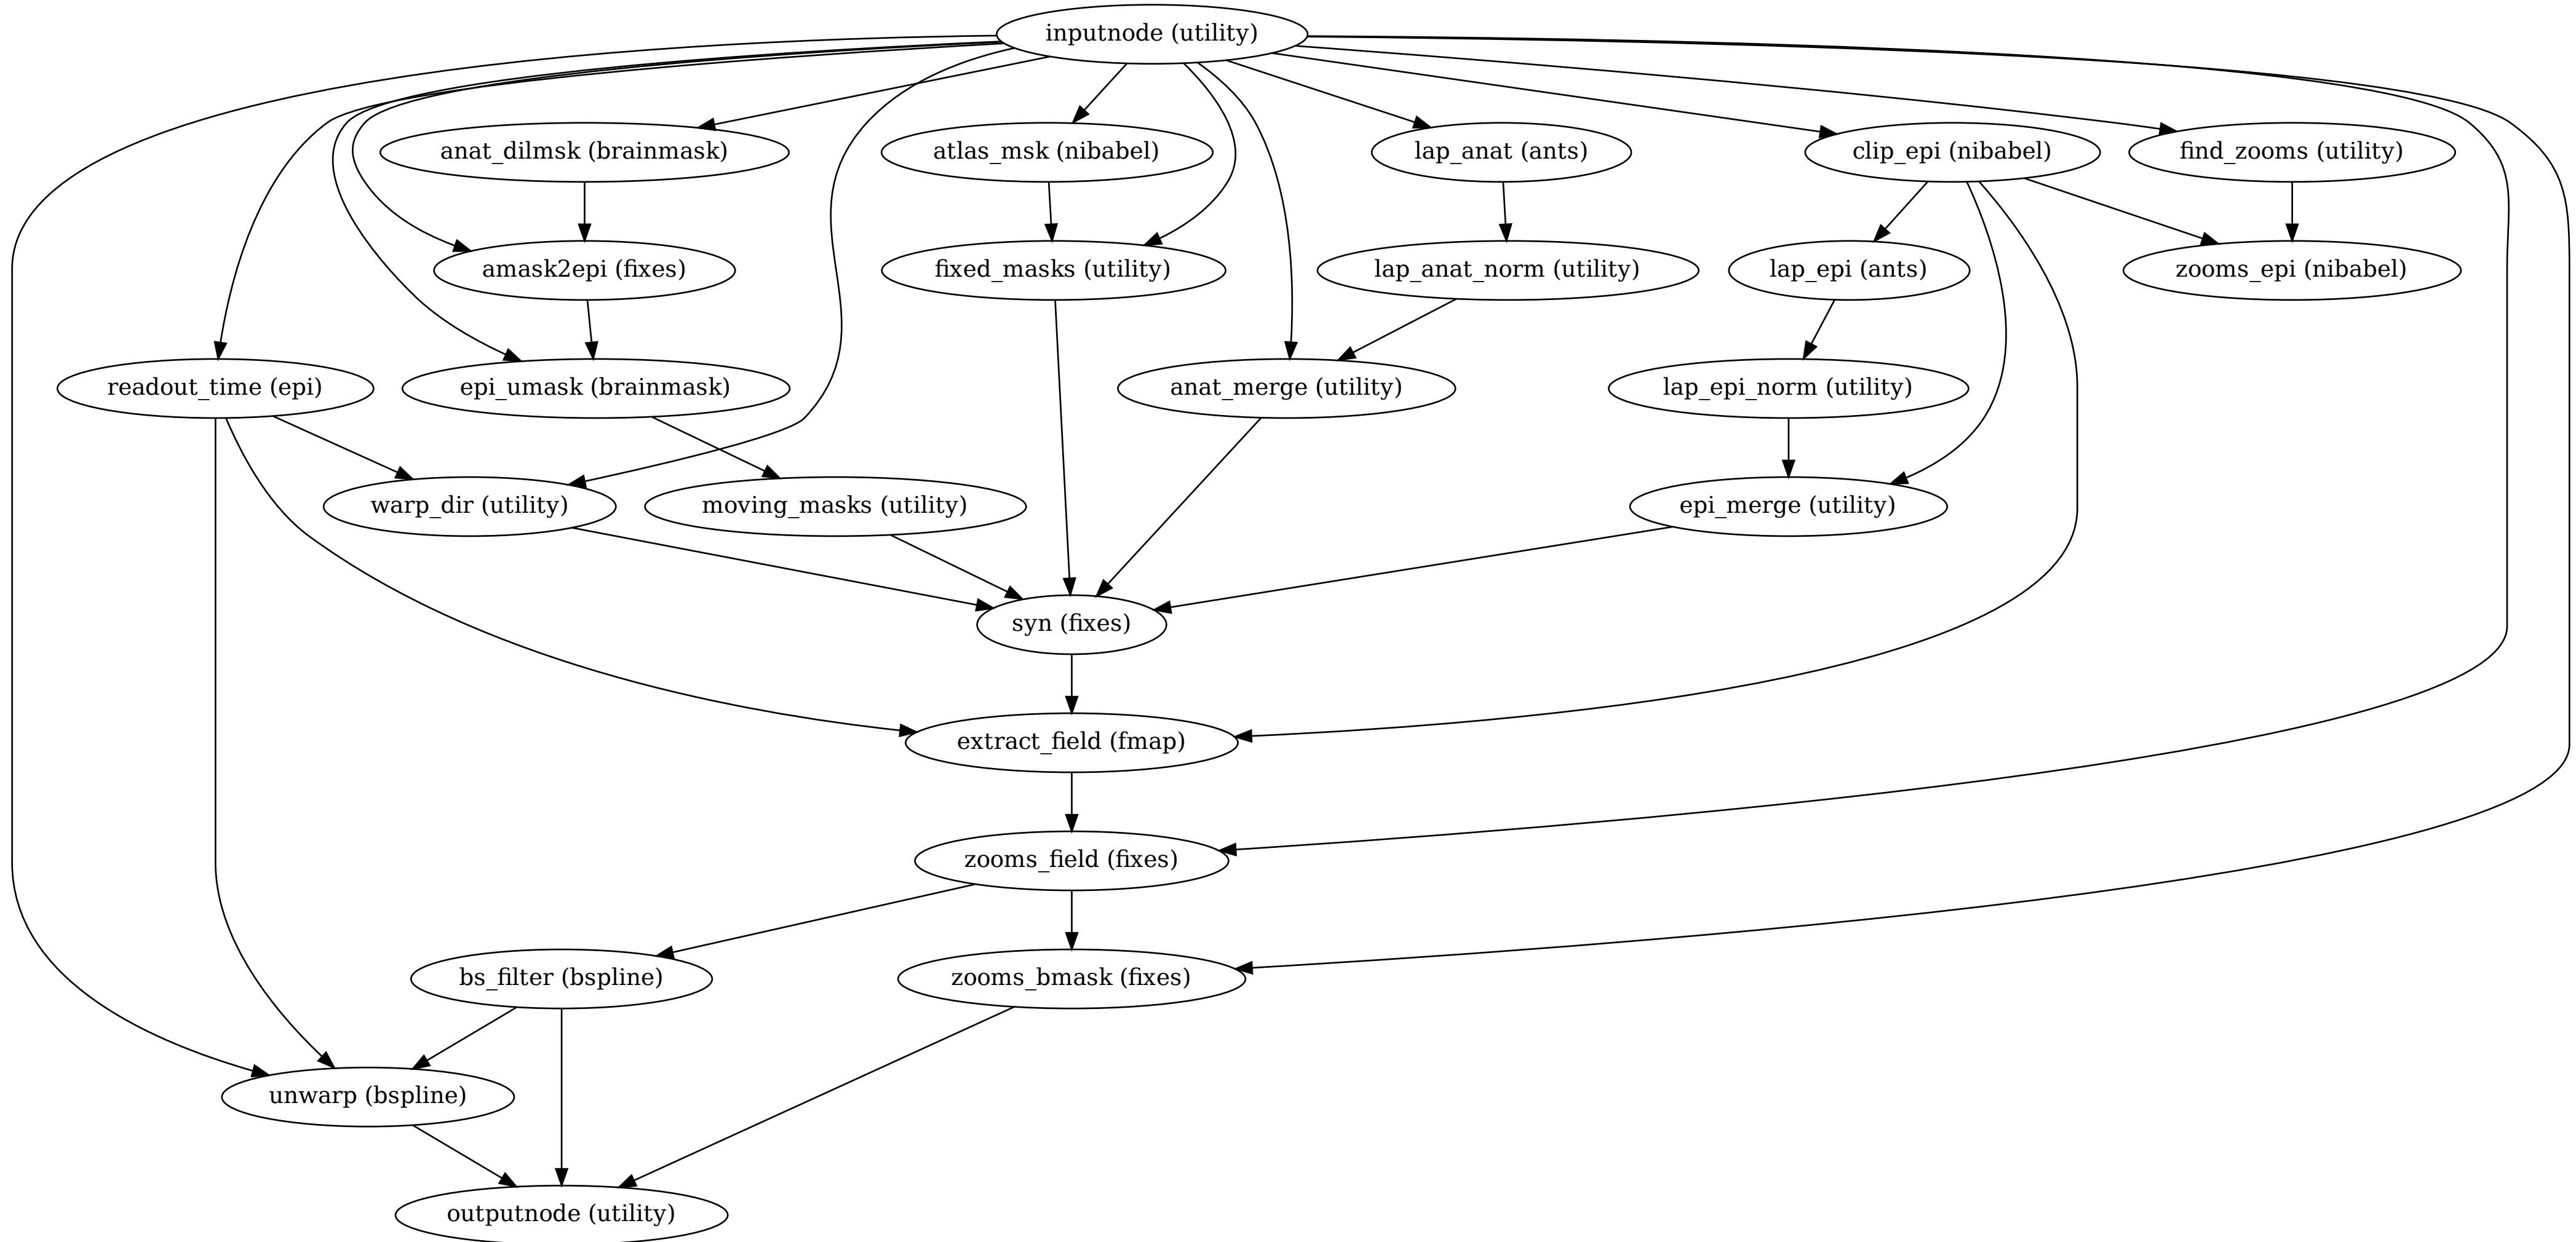 inputnode (utility)
anat_dilmsk (brainmask)
atlas_msk (nibabel)
lap_anat (ants)
clip_epi (nibabel)
find_zooms (utility)
amask2epi (fixes)
fixed_masks (utility)
lap_anat_norm (utility)
lap_epi (ants)
zooms_epi (nibabel)
readout_time (epi)
epi_umask (brainmask)
anat_merge (utility)
lap_epi_norm (utility)
warp_dir (utility)
moving_masks (utility)
epi_merge (utility)
syn (fixes)
extract_field (fmap)
zooms_field (fixes)
bs_filter (bspline)
zooms_bmask (fixes)
unwarp (bspline)
outputnode (utility)